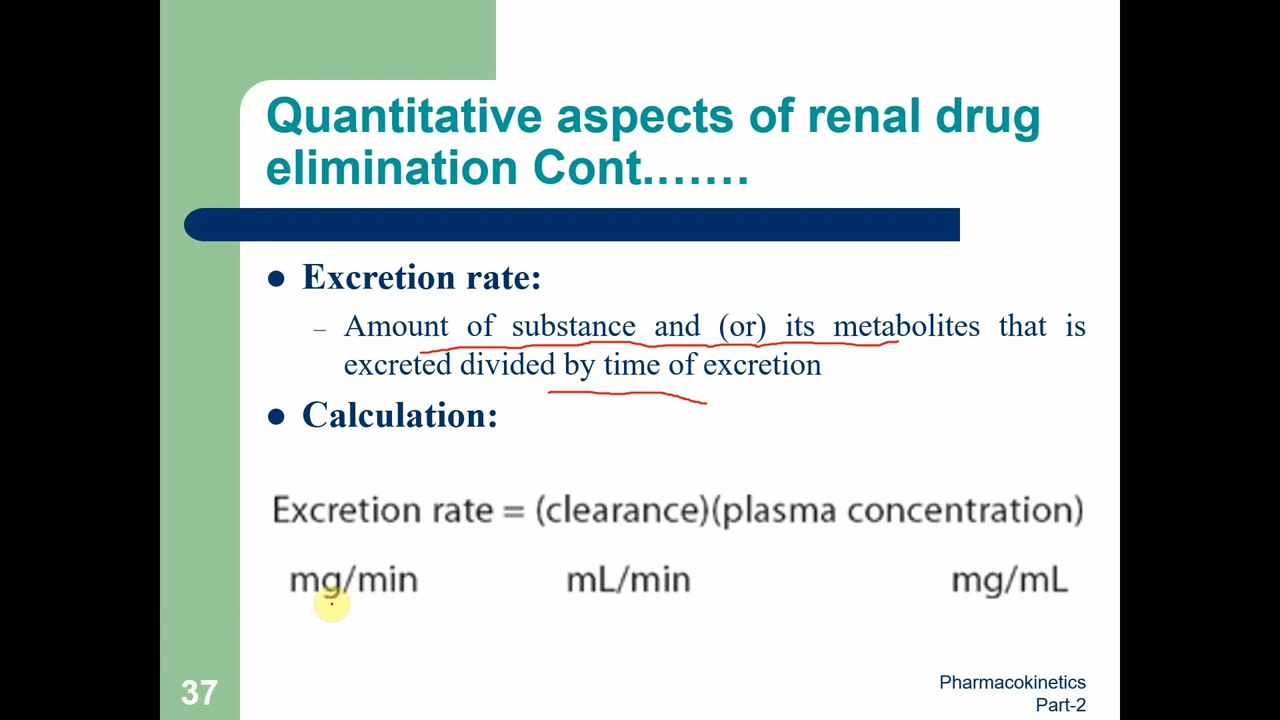 Quantitative aspects of renal drug
elimination Cont.......
Excretion rate:
– Amount of substance and (or) its metabolites that is
excreted divided by time of excretion
Calculation:
Excretion rate = (clearance)(plasma concentration)
mg/min mL/min mg/mL
37
Pharmacokinetics
Part-2